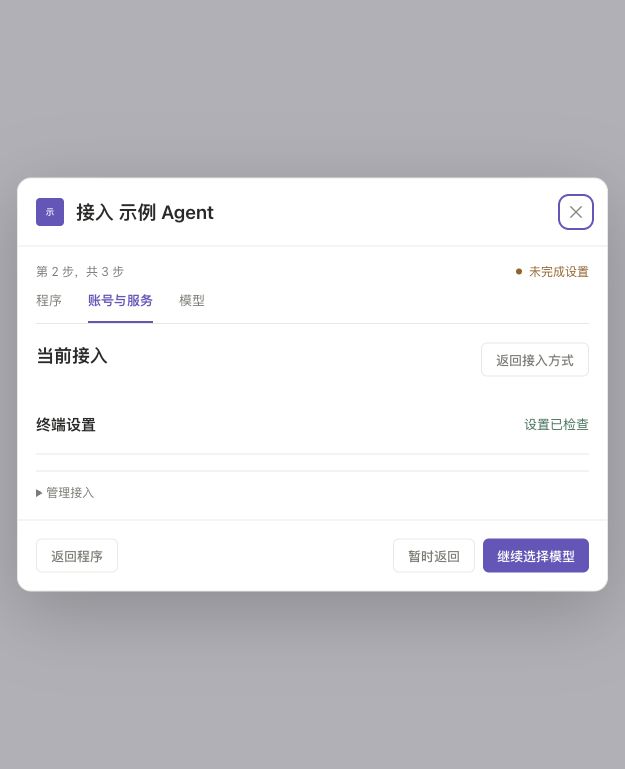 示
接入 示例 Agent
第 2 步，共 3 步
未完成设置
程序
账号与服务
模型
当前接入
返回接入方式
终端设置
设置已检查
管理接入
返回程序
暂时返回
继续选择模型